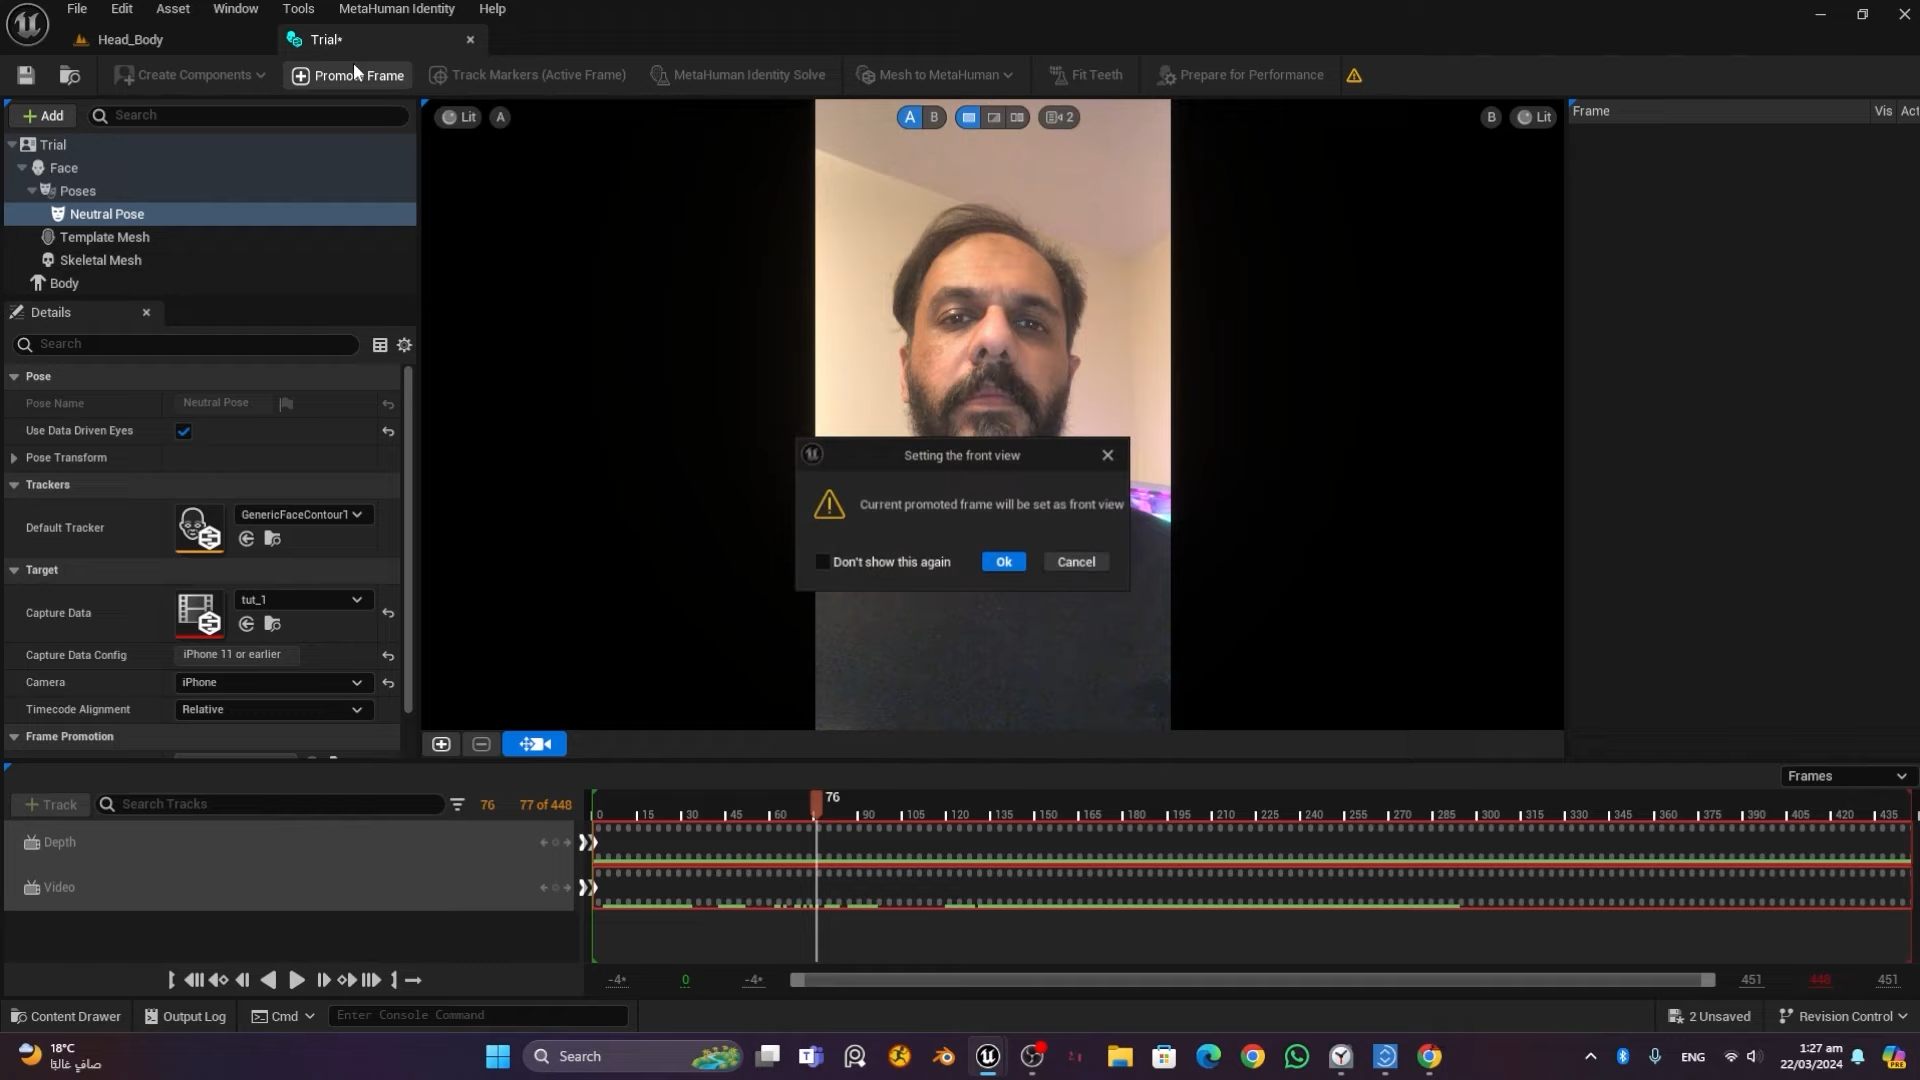 File Edit Asset Window Tools MetaHuman Identity Help
Head_Body
Trial*
Create Components
Frame
Track Markers (Active Frame)
MetaHuman Identity Solve
Mesh to MetaHuman
Fit Teeth
Prepare for Performance
Add
Search
Trial
Face
Poses
Neutral Pose
Template Mesh
Skeletal Mesh
Body
Details
Search
Pose
Pose Name
Neutral Pose
Use Data Driven Eyes
Pose Transform
Trackers
Default Tracker
GenericFaceContourT
Target
Capture Data
tut_1
Capture Data Config
iPhone 11 or earlier
Camera
iPhone
Timecode Alignment
Relative
Frame Promotion
Lit A
A B
2
B Lit
Frame Vis Act
Setting the front view
Current promoted frame will be set as front view
Don't show this again
Ok
Cancel
Frames
Track
Search Tracks
76 77 of 448
76
0 15 30 45 60 90 105 120 135 150 165 180 195 210 225 240 255 270 285 300 315 330 345 360 375 390 405 420 435
Depth
Video
-4* 0 -4* 451 448 451
Content Drawer
Output Log
Cmd
Enter Console Command
2 Unsaved
Revision Control
18°C
صافٍ غالبًا
Search
PRE
ENG
1:27 am
22/03/2024